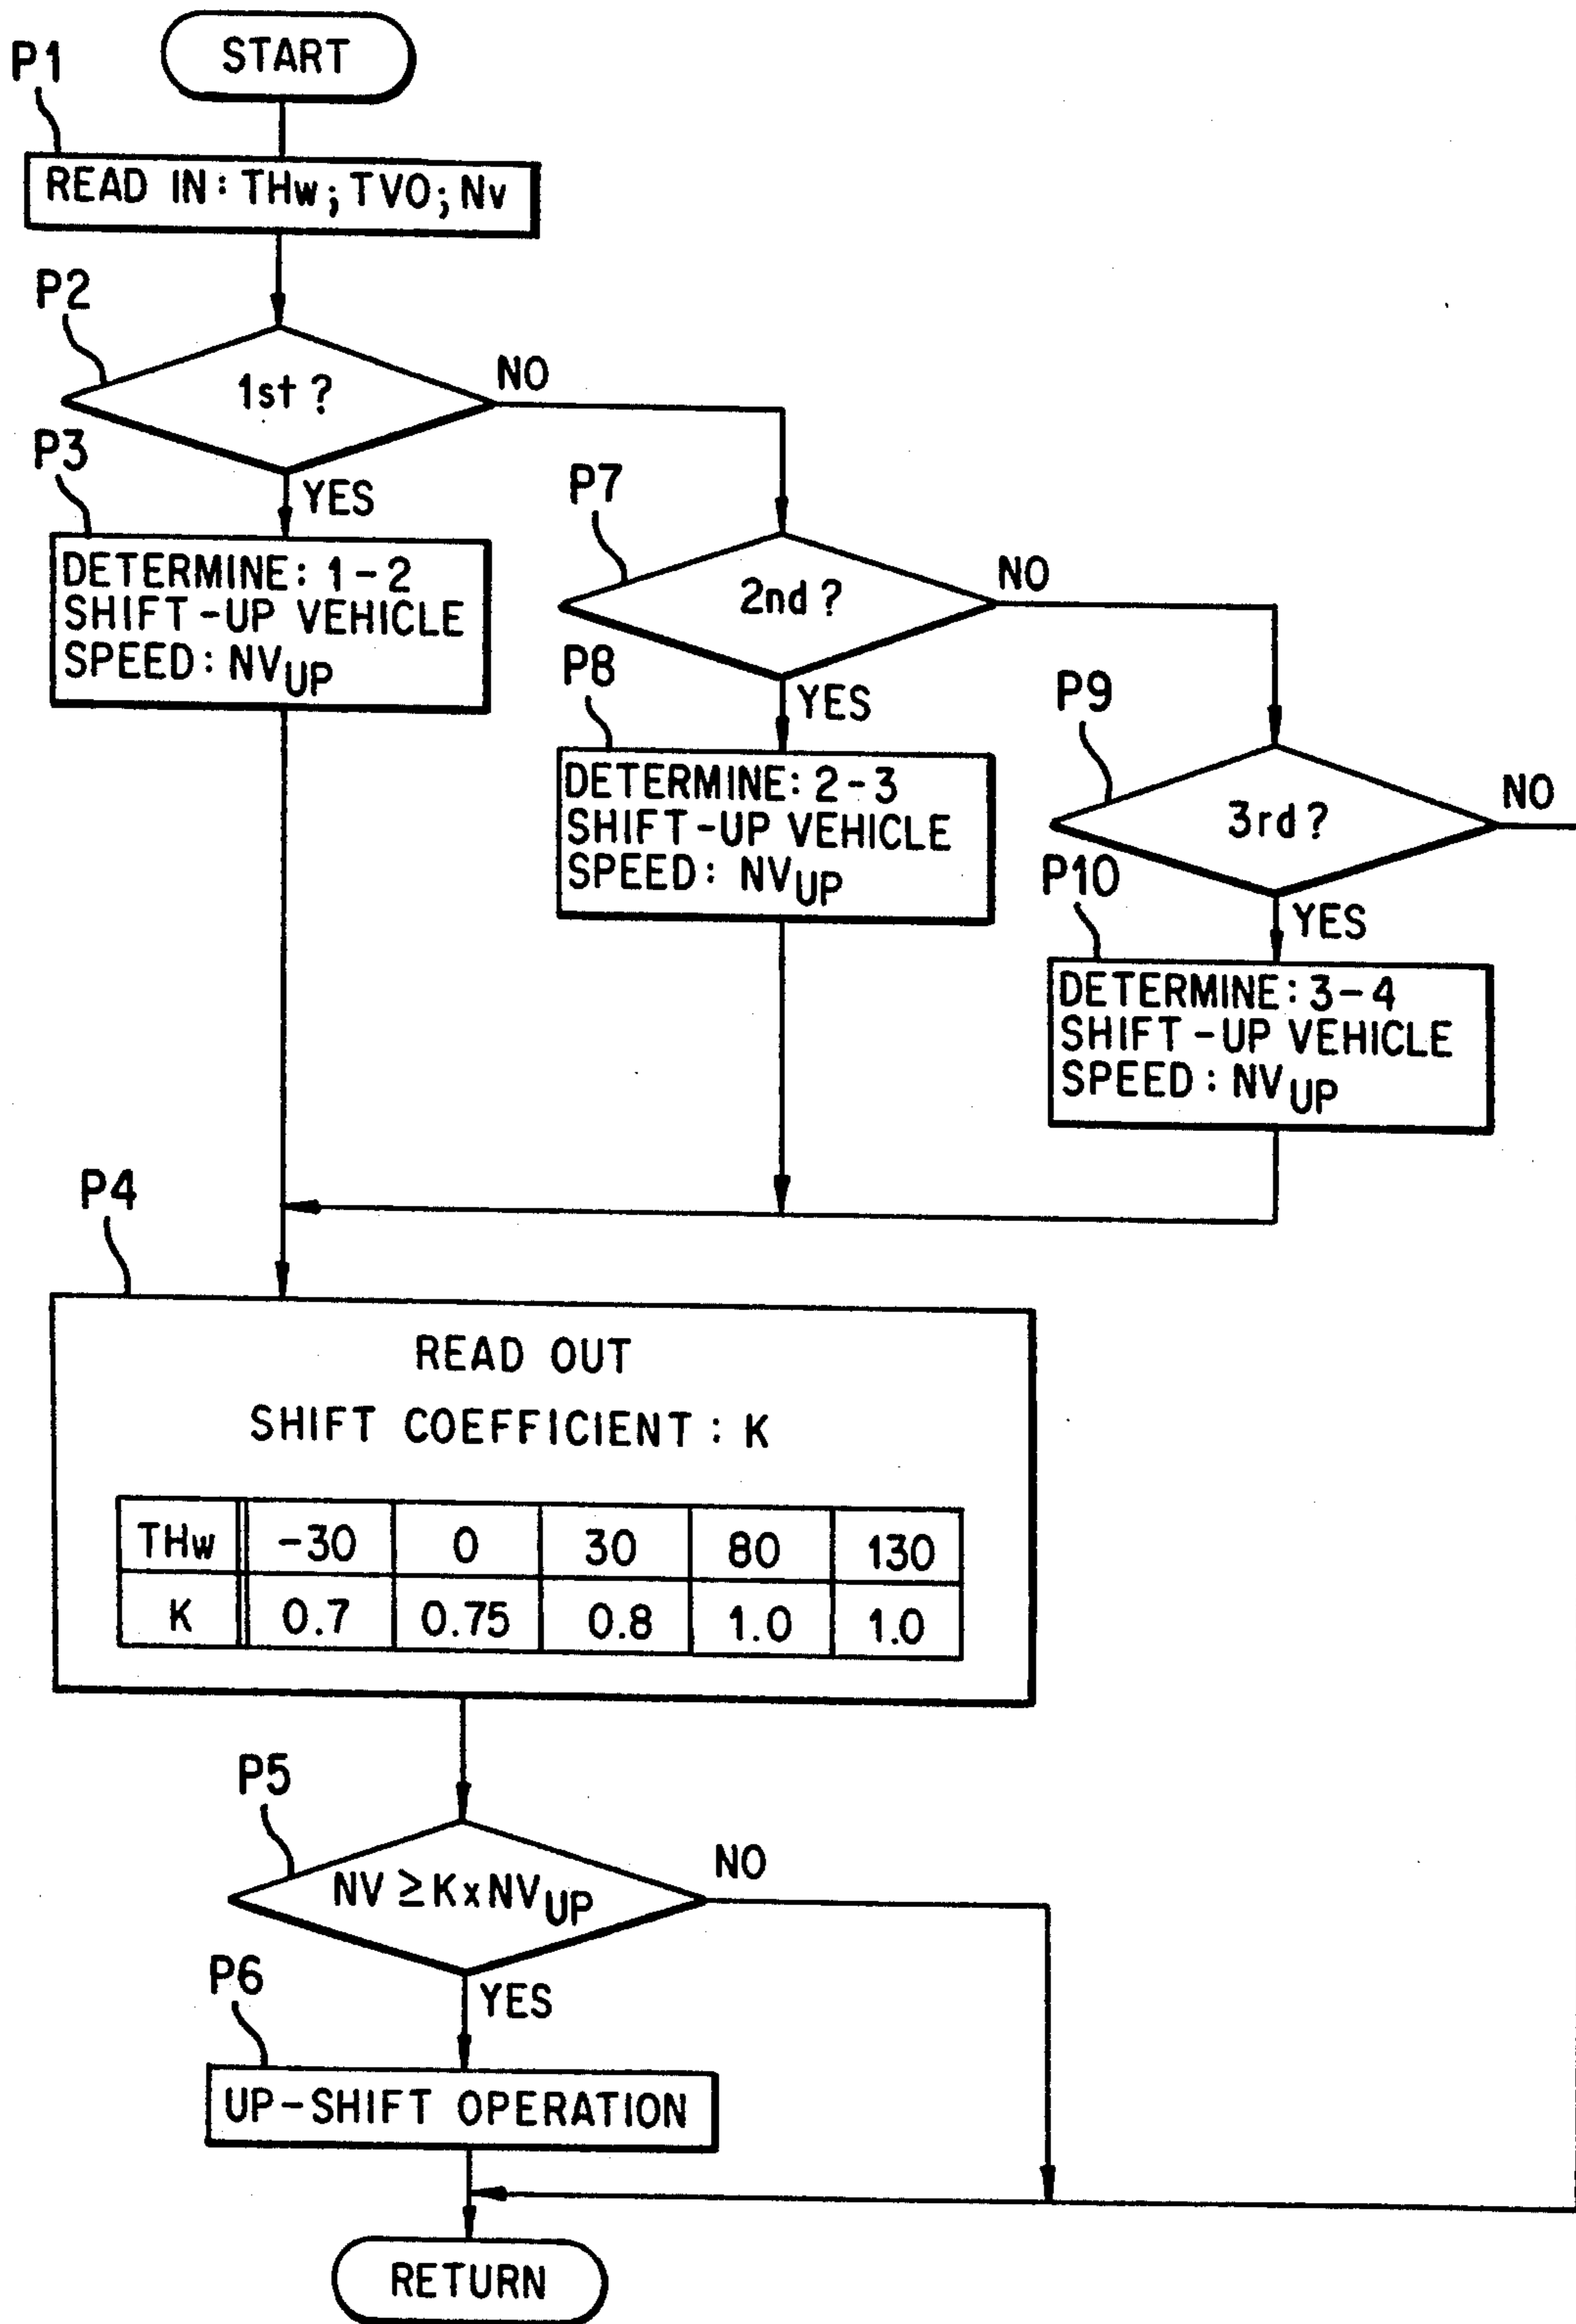 START
P1
READ IN: THw; TVO; Nv
P2
1st ?
NO
P3
YES
DETERMINE: 1-2
SHIFT-UP VEHICLE
SPEED: NVUP
P7
2nd ?
NO
P8
YES
DETERMINE: 2-3
SHIFT-UP VEHICLE
SPEED: NVUP
P9
3rd ?
NO
P10
YES
DETERMINE: 3-4
SHIFT-UP VEHICLE
SPEED: NVUP
P4
READ OUT
SHIFT COEFFICIENT : K
THw -30 0 30 80 130
K 0.7 0.75 0.8 1.0 1.0
P5
NV ≥ K x NVUP
NO
P6
YES
UP-SHIFT OPERATION
RETURN